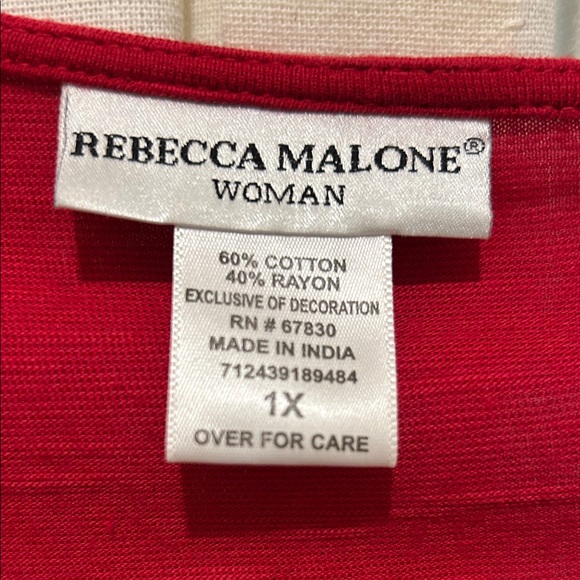 REBECCA MALONE®
WOMAN
60% COTTON
40% RAYON
EXCLUSIVE OF DECORATION
RN # 67830
MADE IN INDIA
712439189484
1X
OVER FOR CARE